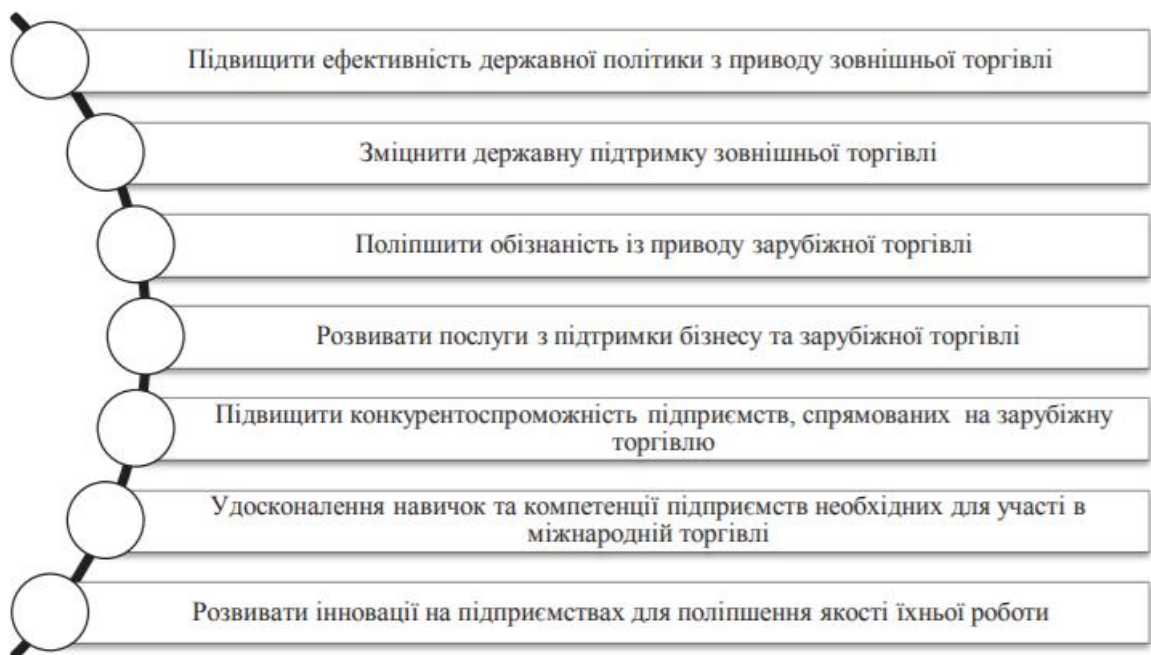 Підвищити ефективність державної політики з приводу зовнішньої торгівлі
Зміцнити державну підтримку зовнішньої торгівлі
Поліпшити обізнаність із приводу зарубіжної торгівлі
Розвивати послуги з підтримки бізнесу та зарубіжної торгівлі
Підвищити конкурентоспроможність підприємств, спрямованих на зарубіжну
торгівлю
Удосконалення навичок та компетенції підприємств необхідних для участі в
міжнародній торгівлі
Розвивати інновації на підприємствах для поліпшення якості їхньої роботи